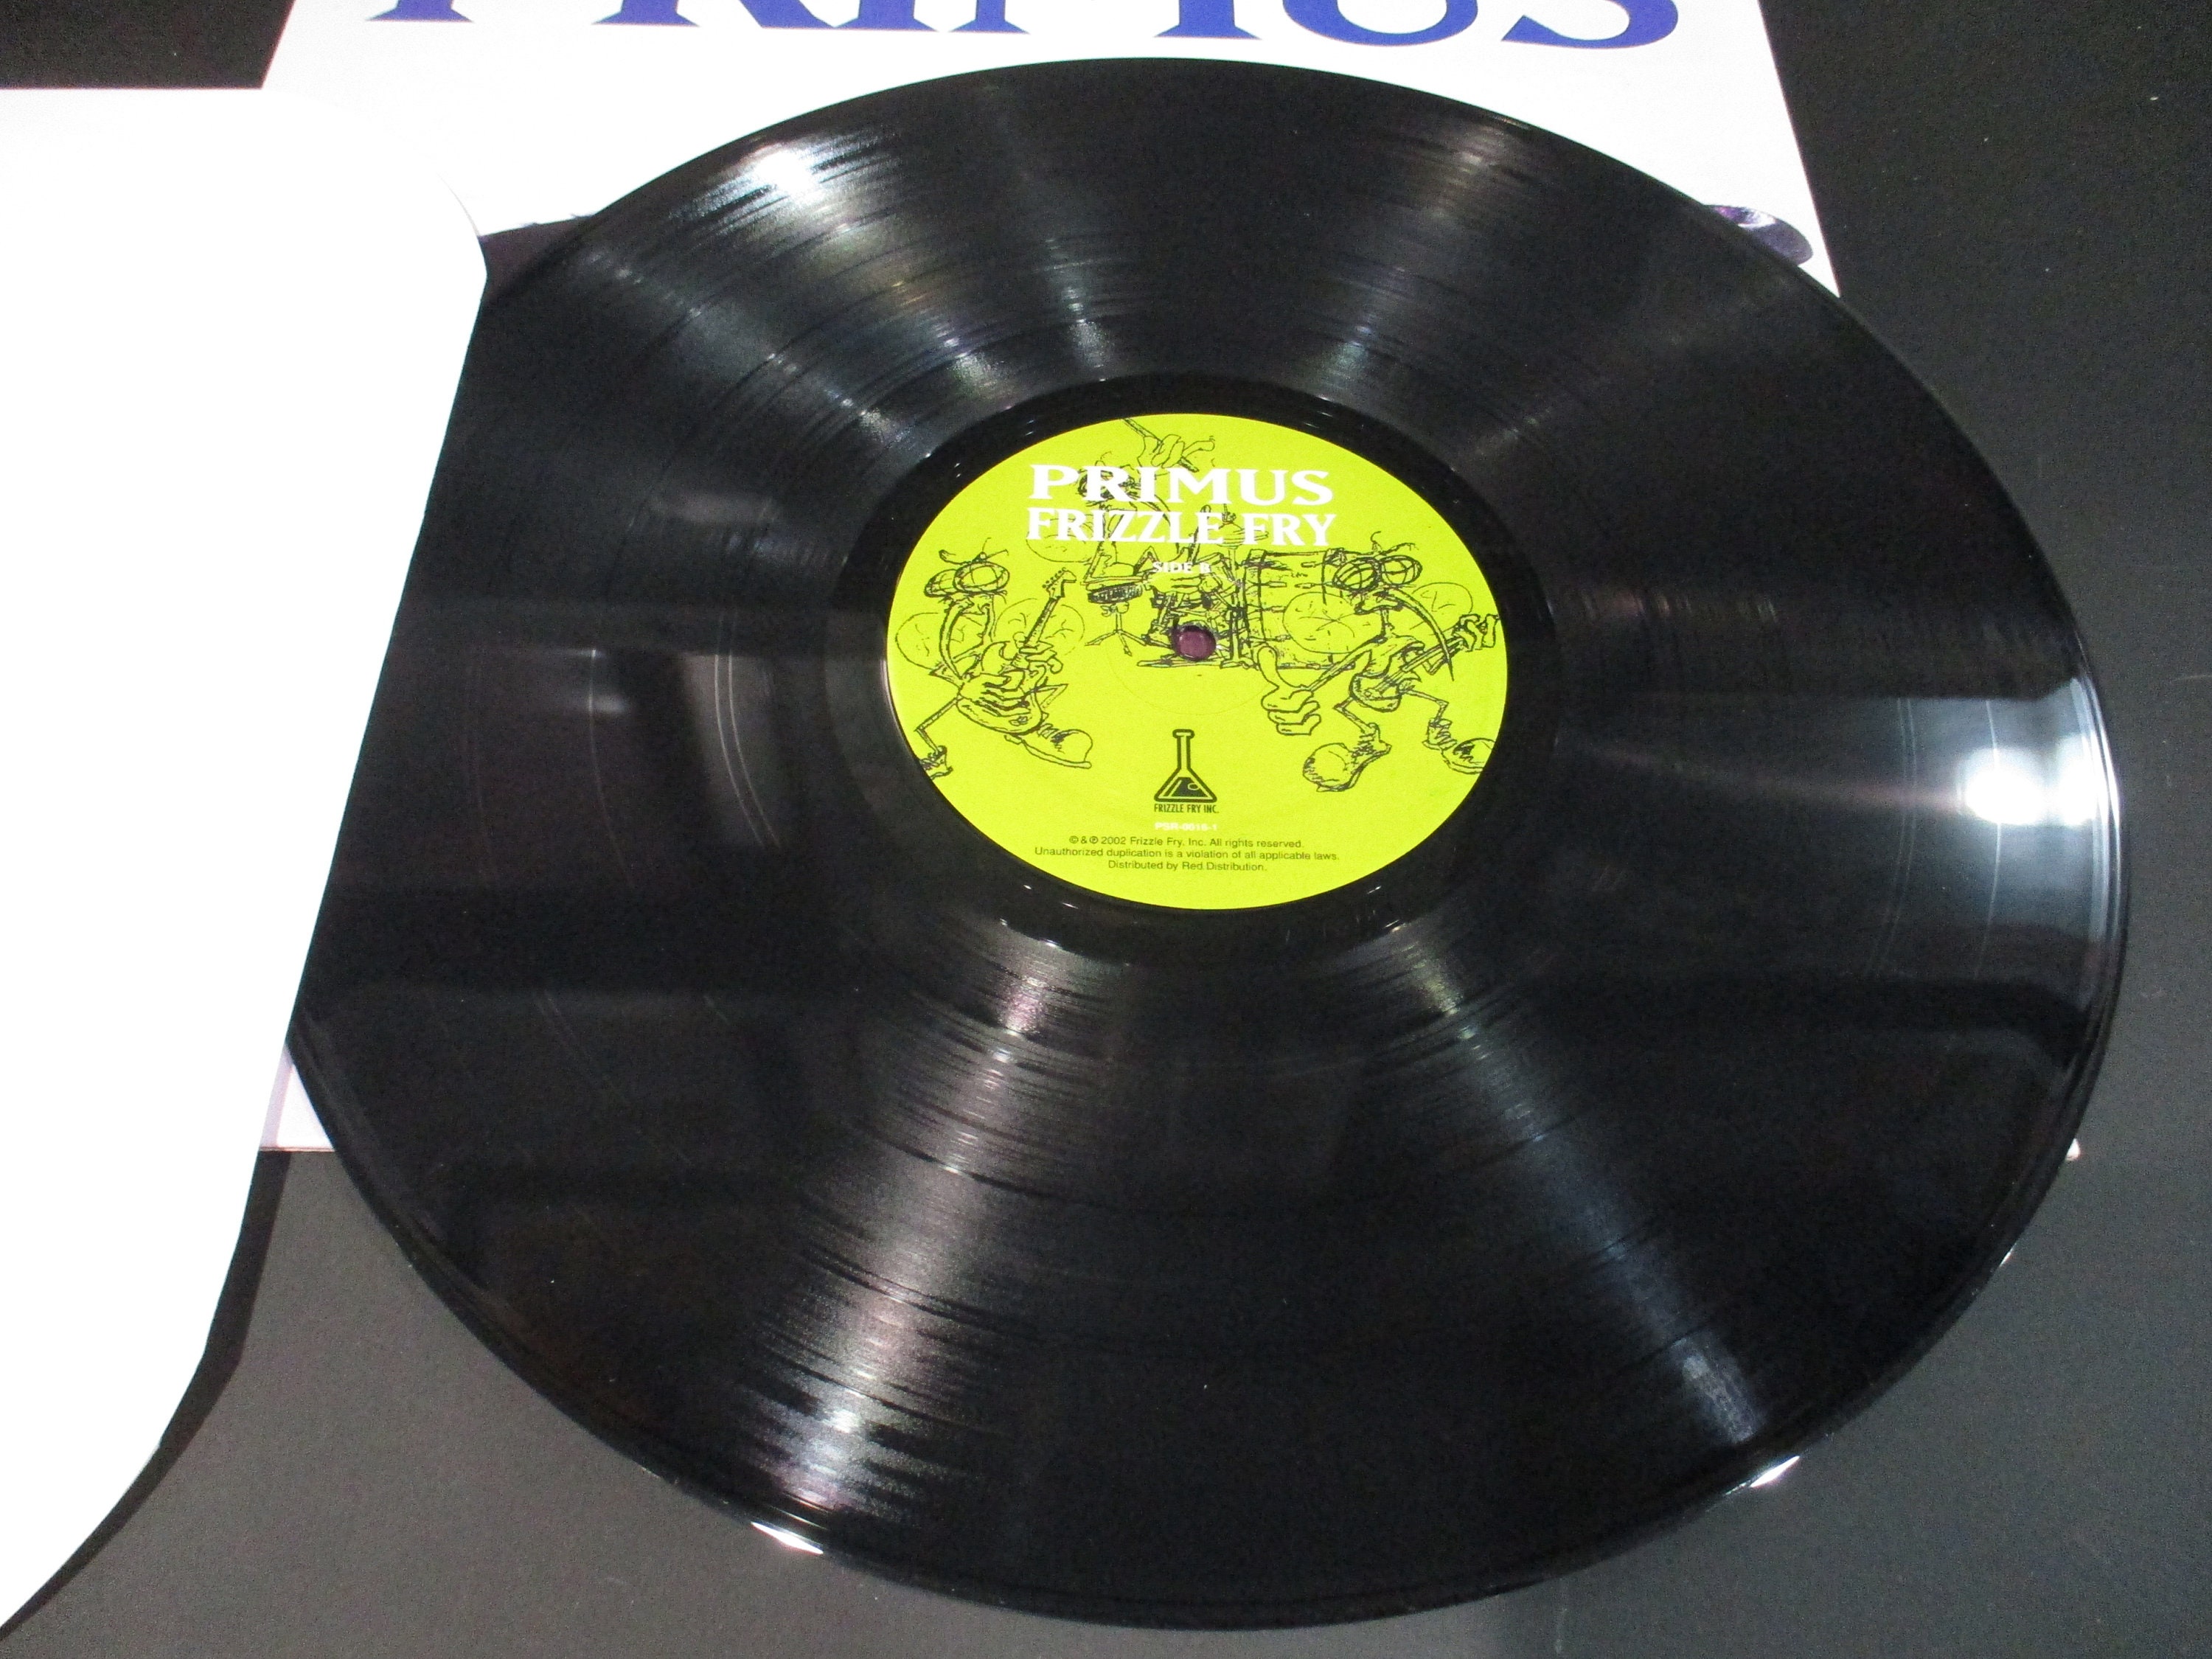 PRIMUS
PRIMUS
FRIZZLE FRY
SIDE B
FRIZZLE FRY INC.
© & ℗ 2002 Frizzle Fry, Inc. All rights reserved.
Unauthorized duplication is a violation of all applicable laws.
Distributed by Red Distribution.